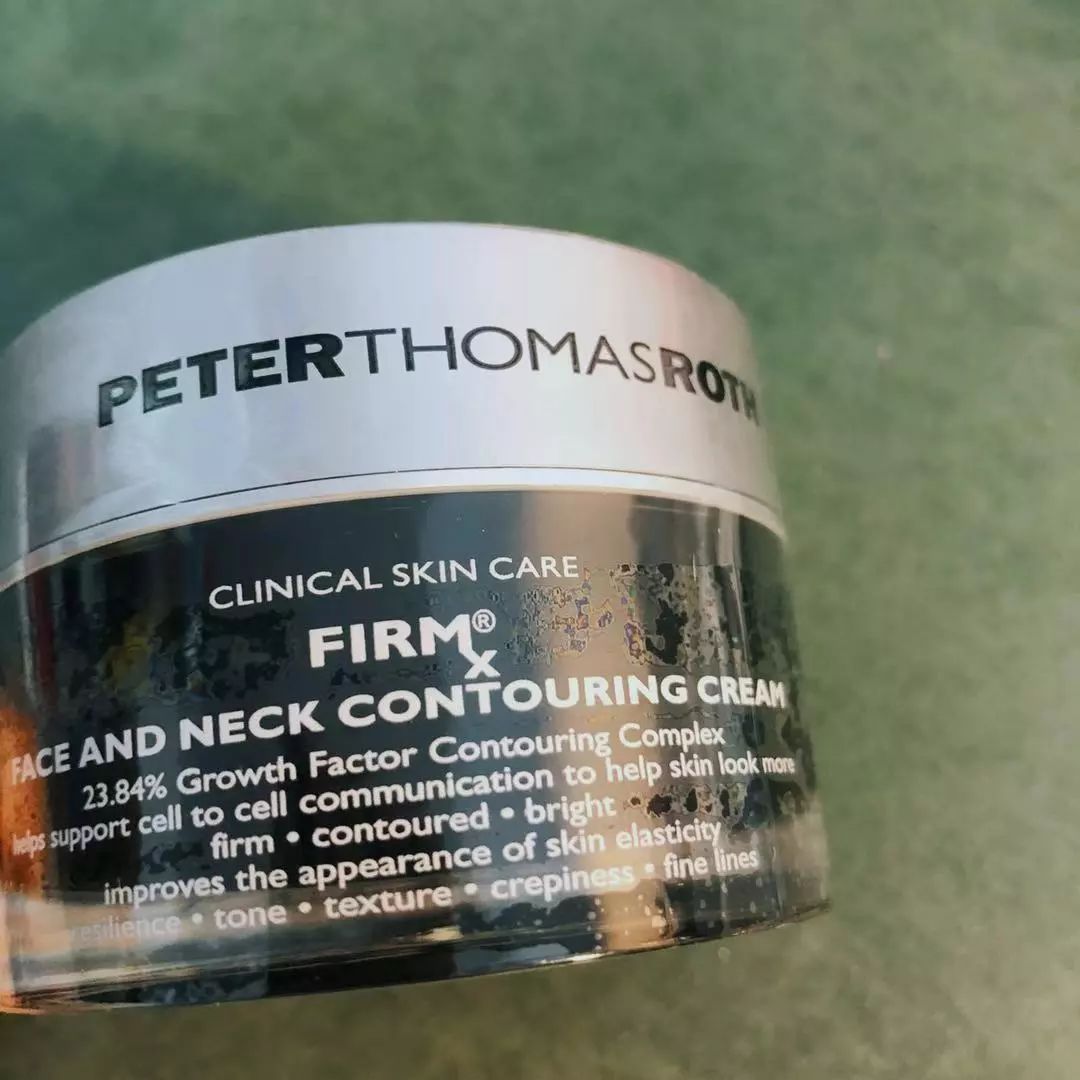 PETERTHOMASROTH
CLINICAL SKIN CARE
FIRMX®
FACE AND NECK CONTOURING CREAM
23.84% Growth Factor Contouring Complex
helps support cell to cell communication to help skin look more
firm • contoured • bright
improves the appearance of skin elasticity
resilience • tone • texture • crepiness • fine lines